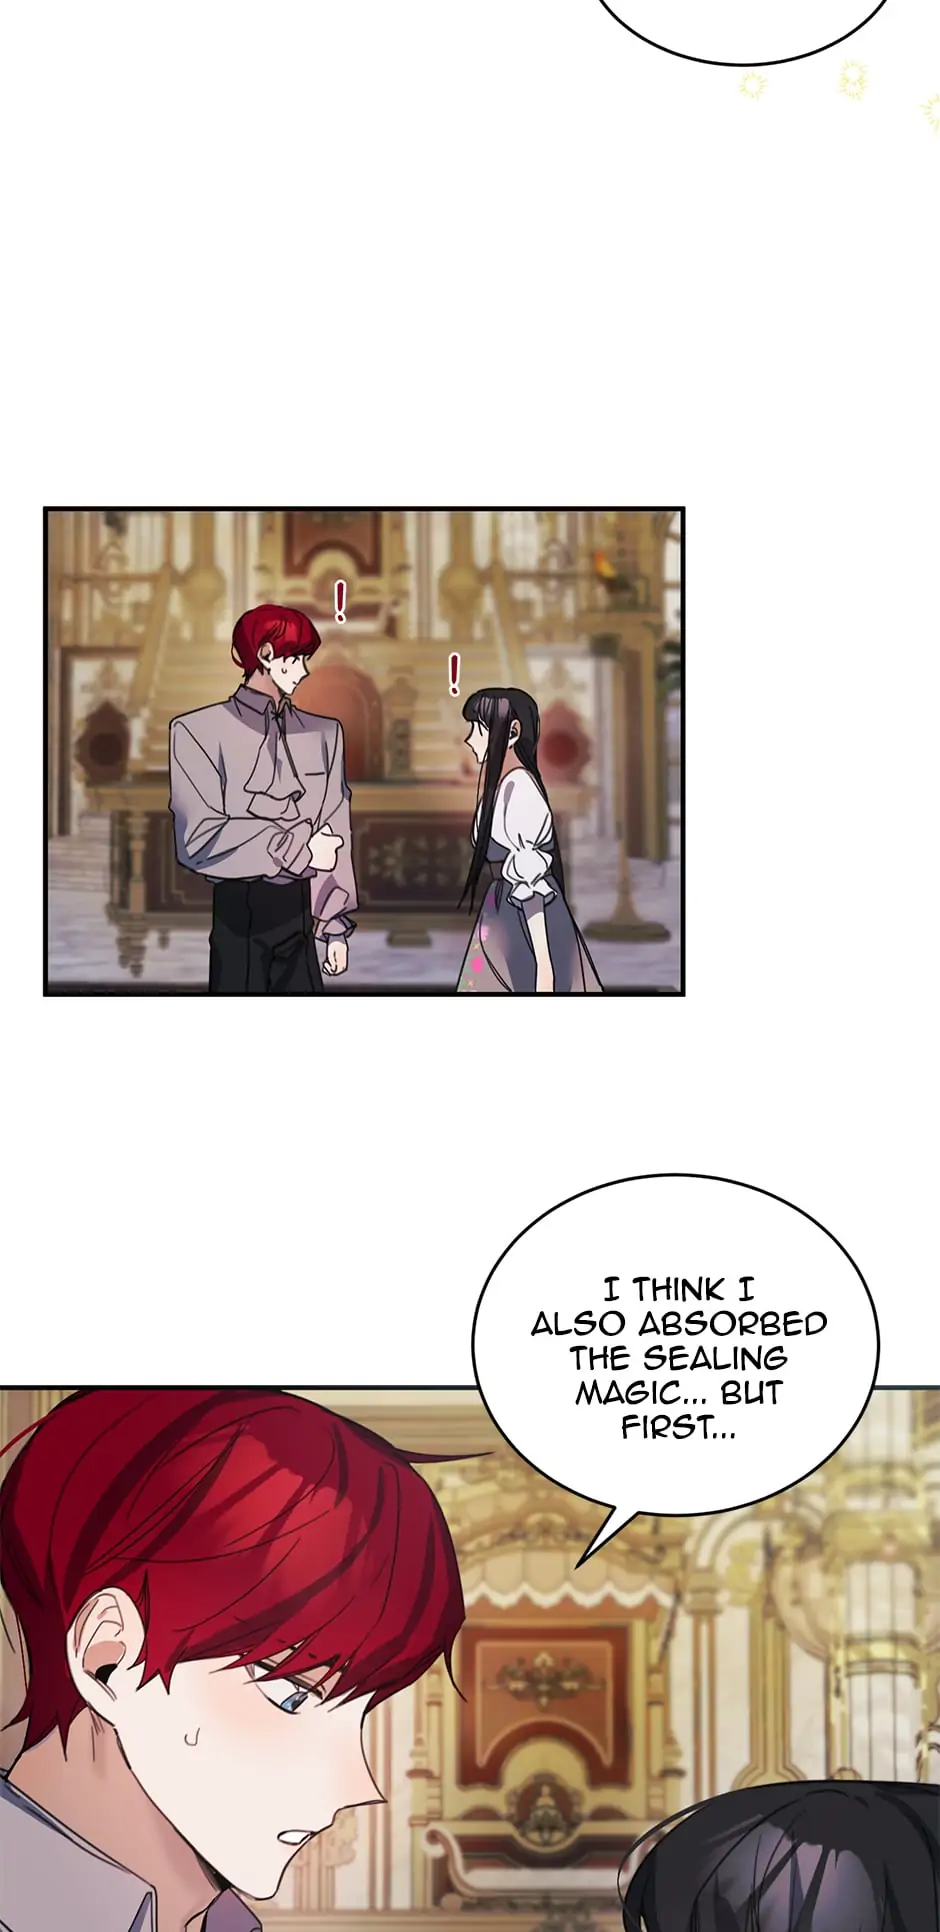 !
!
I THINK I
ALSO ABSORBED
THE SEALING
MAGIC... BUT
FIRST...